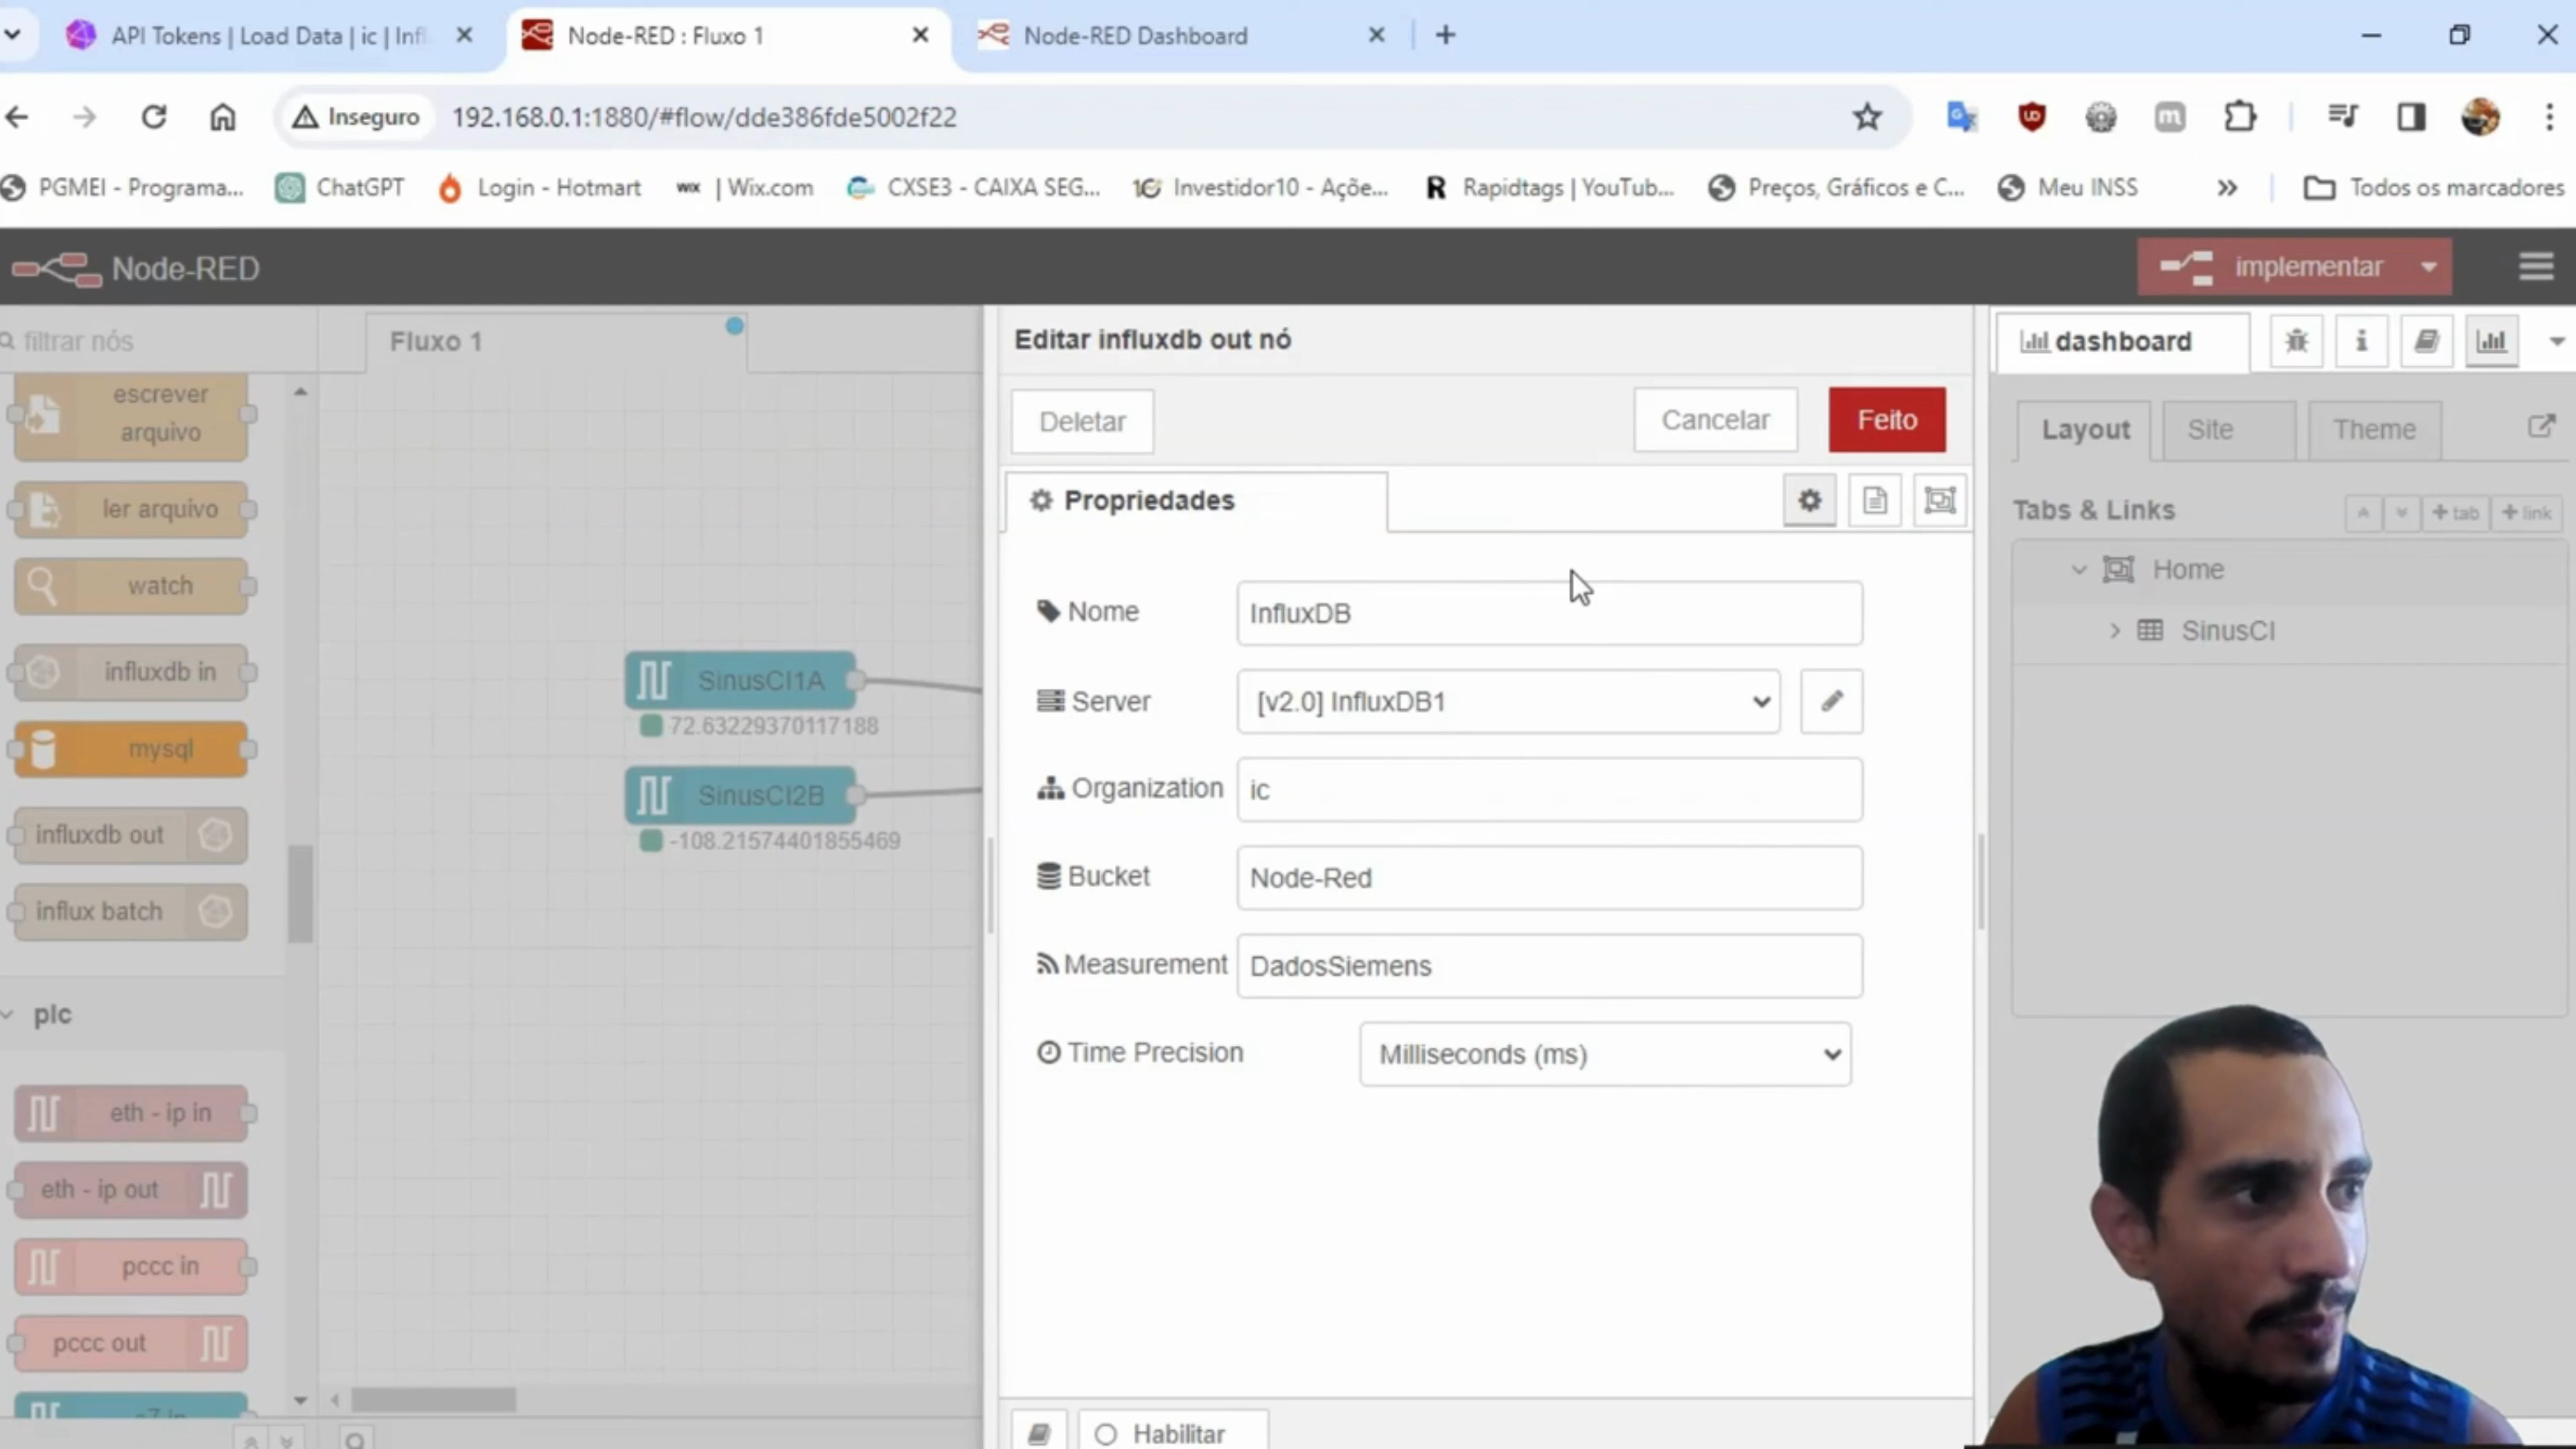 API Tokens | Load Data | ic | Infl
Node-RED : Fluxo 1
Node-RED Dashboard
Inseguro
192.168.0.1:1880/#flow/dde386fde5002f22
PGMEI - Programa...
ChatGPT
Login - Hotmart
WiX | Wix.com
CXSE3 - CAIXA SEG...
Investidor10 - Açõe...
Rapidtags | YouTub...
Preços, Gráficos e C...
Meu INSS
Todos os marcadores
Node-RED
implementar
filtrar nós
Fluxo 1
Editar influxdb out nó
dashboard
Deletar
Cancelar
Feito
Layout
Site
Theme
Propriedades
Tabs & Links
tab
link
Home
SinusCI
escrever
arquivo
ler arquivo
watch
influxdb in
mysql
influxdb out
influx batch
plc
eth - ip in
eth - ip out
pccc in
pccc out
SinusCI1A
72.63229370117188
SinusCI2B
-108.21574401855469
Nome
InfluxDB
Server
[v2.0] InfluxDB1
Organization
ic
Bucket
Node-Red
Measurement
DadosSiemens
Time Precision
Milliseconds (ms)
Habilitar